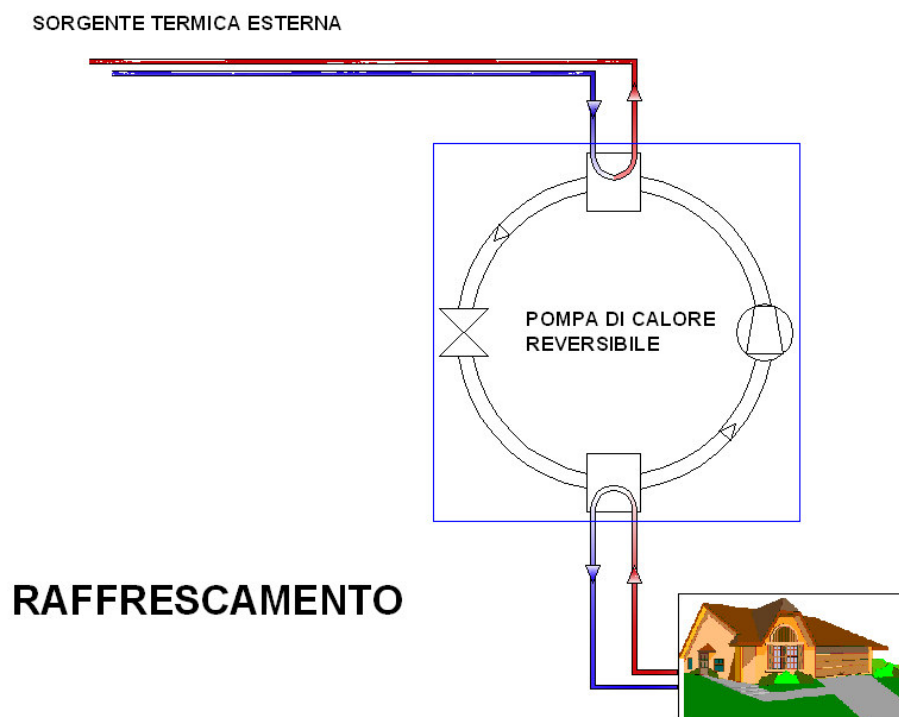 SORGENTE TERMICA ESTERNA
POMPA DI CALORE
REVERSIBILE
RAFFRESCAMENTO